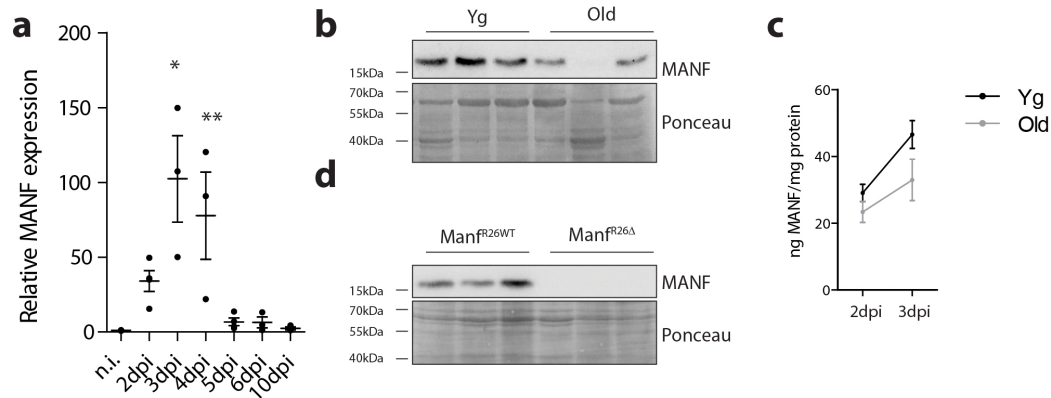 a
Relative MANF expression
200
150
100
50
0
*
**
n.i.
2dpi
3dpi
4dpi
5dpi
6dpi
10dpi
b
Yg Old
15kDa MANF
70kDa
55kDa
40kDa
Ponceau
d
ManfR26WT ManfR26Δ
15kDa MANF
70kDa
55kDa
40kDa
Ponceau
c
ng MANF/mg protein
60
40
20
0
2dpi 3dpi
Yg
Old